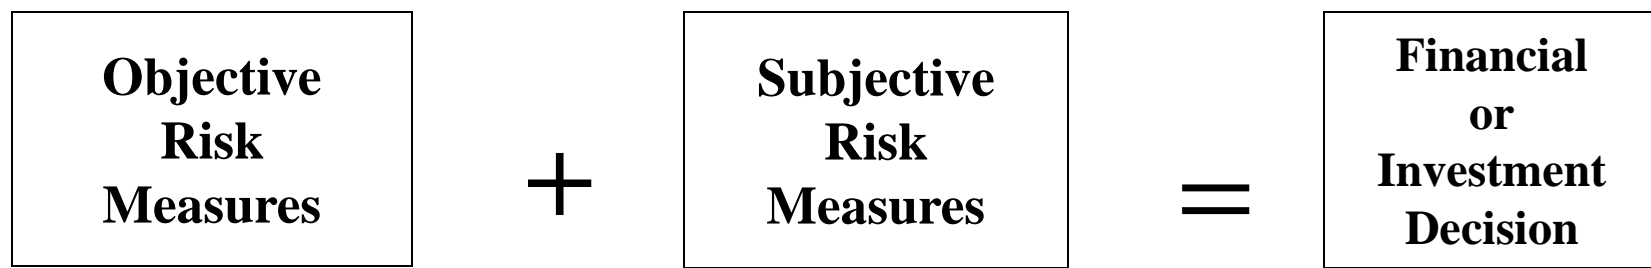 Objective
Risk
Measures
+
Subjective
Risk
Measures
=
Financial
or
Investment
Decision